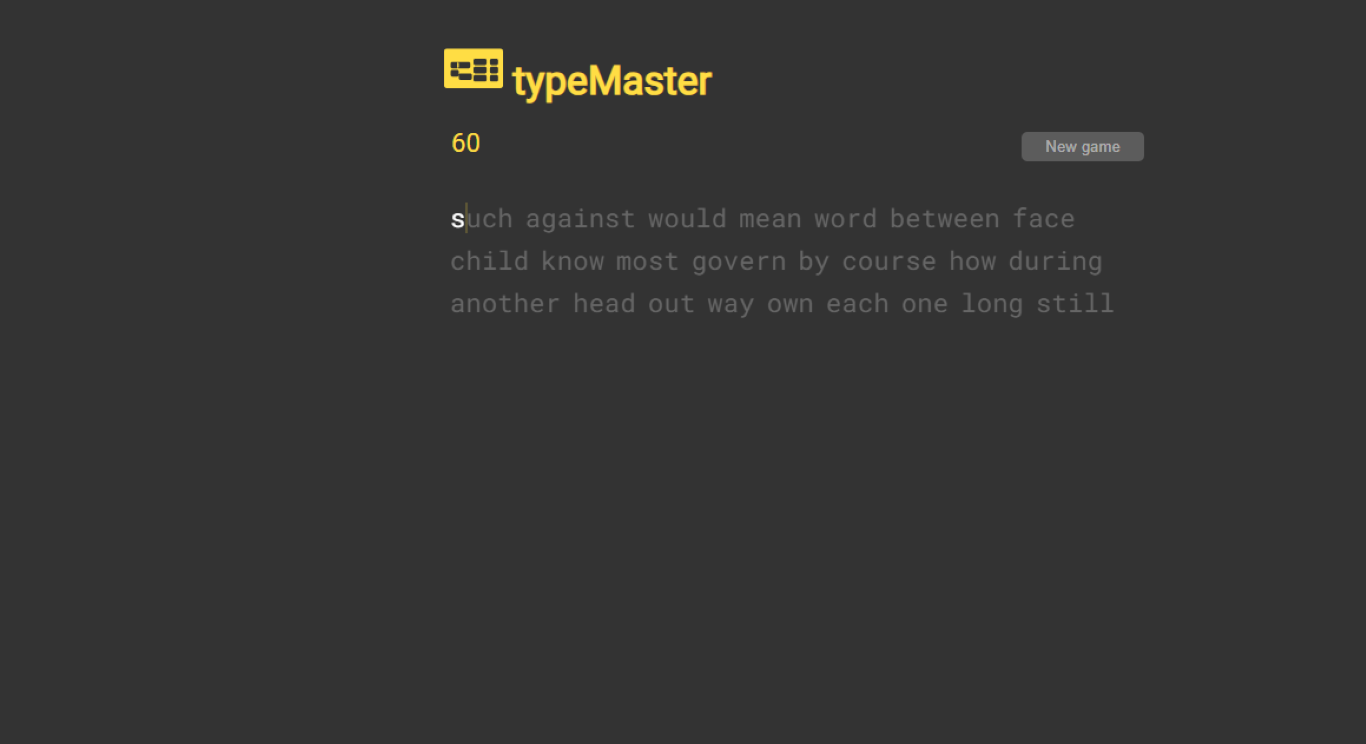 typeMaster
60
New game
such against would mean word between face
child know most govern by course how during
another head out way own each one long still